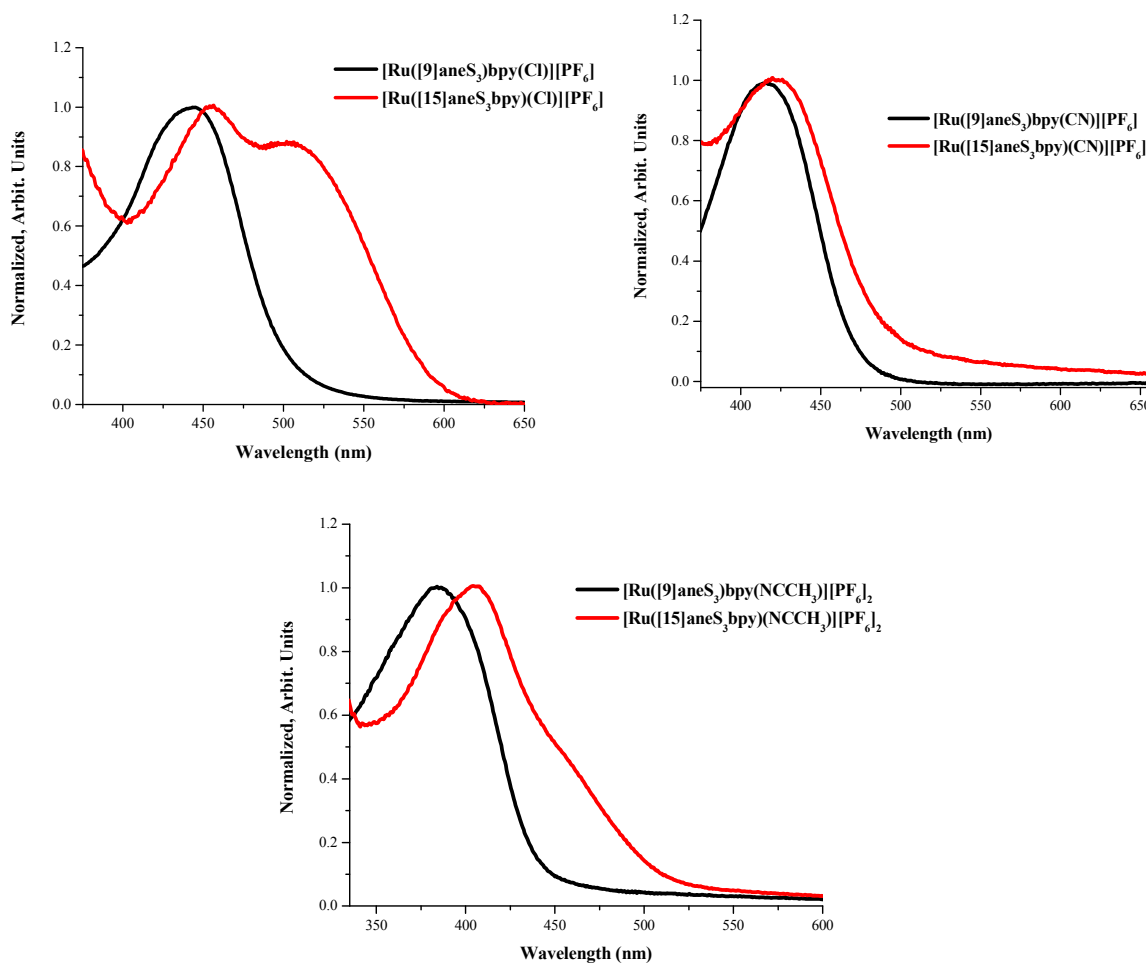 [Ru([9]aneS₃)bpy(Cl)][PF₆]
[Ru([15]aneS₃bpy)(Cl)][PF₆]
Normalized, Arbit. Units
1.2
1.0
0.8
0.6
0.4
0.2
0.0
400 450 500 550 600 650
Wavelength (nm)
[Ru([9]aneS₃)bpy(CN)][PF₆]
[Ru([15]aneS₃bpy)(CN)][PF₆]
Normalized, Arbit. Units
1.2
1.0
0.8
0.6
0.4
0.2
0.0
400 450 500 550 600 650
Wavelength (nm)
[Ru([9]aneS₃)bpy(NCCH₃)][PF₆]₂
[Ru([15]aneS₃bpy)(NCCH₃)][PF₆]₂
Normalized, Arbit. Units
1.2
1.0
0.8
0.6
0.4
0.2
0.0
350 400 450 500 550 600
Wavelength (nm)